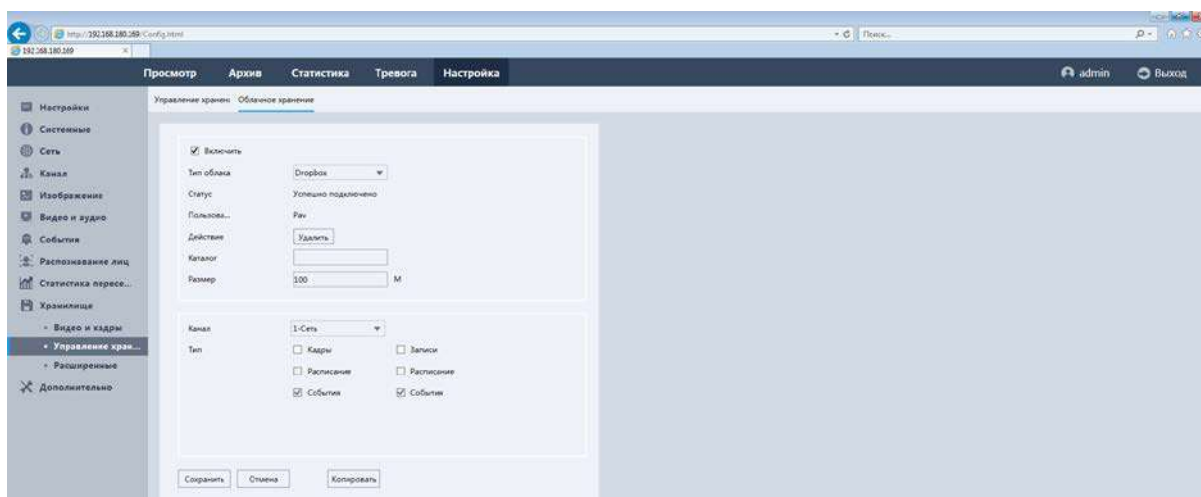 http://192.168.180.169/Config.html
Поиск...
192.168.180.169
Просмотр Архив Статистика Тревога Настройка admin Выход
Управление хранен Облачное хранение
Настройки
Системные
Сеть
Канал
Изображение
Видео и аудио
События
Распознавание лиц
Статистика пересе...
Хранилище
Видео и кадры
Управление хран...
Расширенные
Дополнительно
Включить
Тип облака Dropbox
Статус Успешно подключено
Пользова... Pav
Действие Удалить
Каталог
Размер 100 М
Канал 1-Сеть
Тип Кадры Записи
Расписание Расписание
События События
Сохранить Отмена Копировать